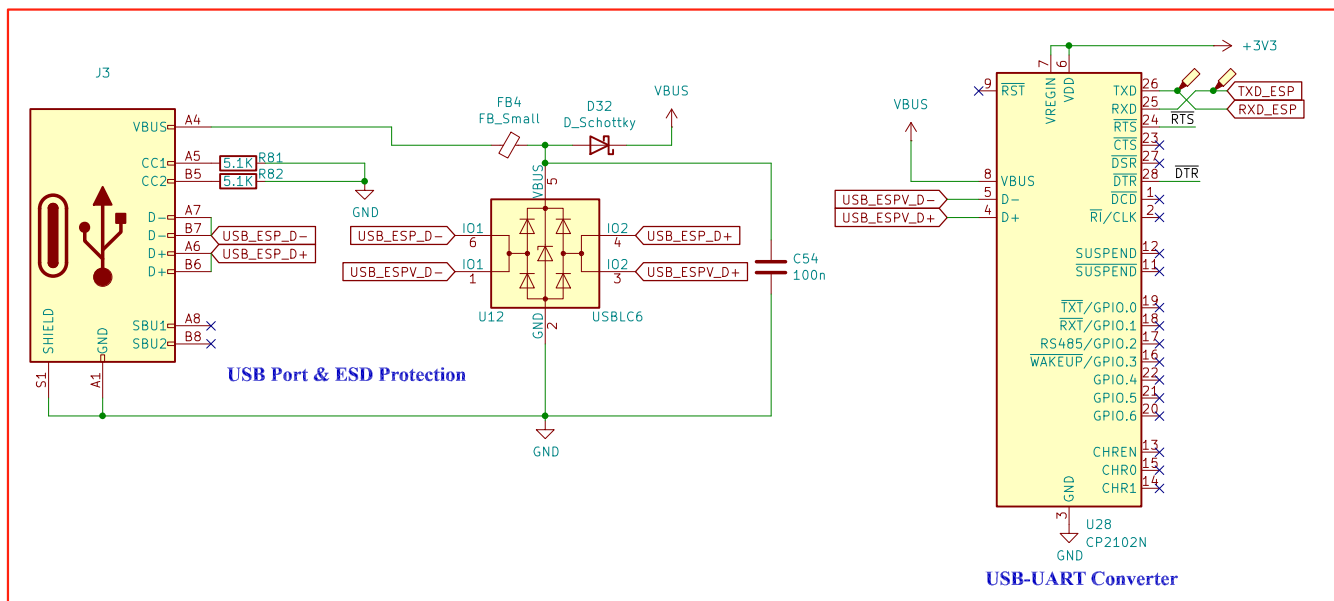 J3
VBUS
A4
CC1
A5
5.1K
R81
CC2
B5
5.1K
R82
GND
D-
A7
D-
B7
USB_ESP_D-
D+
A6
USB_ESP_D+
D+
B6
SBU1
A8
SBU2
B8
SHIELD
GND
S1
A1
USB Port & ESD Protection
FB4
FB_Small
D32
D_Schottky
VBUS
VBUS
5
USB_ESP_D-
IO1
6
IO2
4
USB_ESP_D+
USB_ESPV_D-
IO1
1
IO2
3
USB_ESPV_D+
U12
GND
2
USBLC6
C54
100n
GND
+3V3
7
6
9
RST
VREGIN
VDD
TXD
26
TXD_ESP
RXD
25
RXD_ESP
RTS
24
RTS
CTS
23
DSR
27
DTR
28
DTR
DCD
1
RI/CLK
2
VBUS
8
VBUS
USB_ESPV_D-
5
D-
USB_ESPV_D+
4
D+
SUSPEND
12
SUSPEND
11
TXT/GPIO.0
19
RXT/GPIO.1
18
RS485/GPIO.2
17
WAKEUP/GPIO.3
16
GPIO.4
22
GPIO.5
21
GPIO.6
20
CHREN
13
CHR0
15
CHR1
14
GND
3
U28
CP2102N
GND
USB-UART Converter